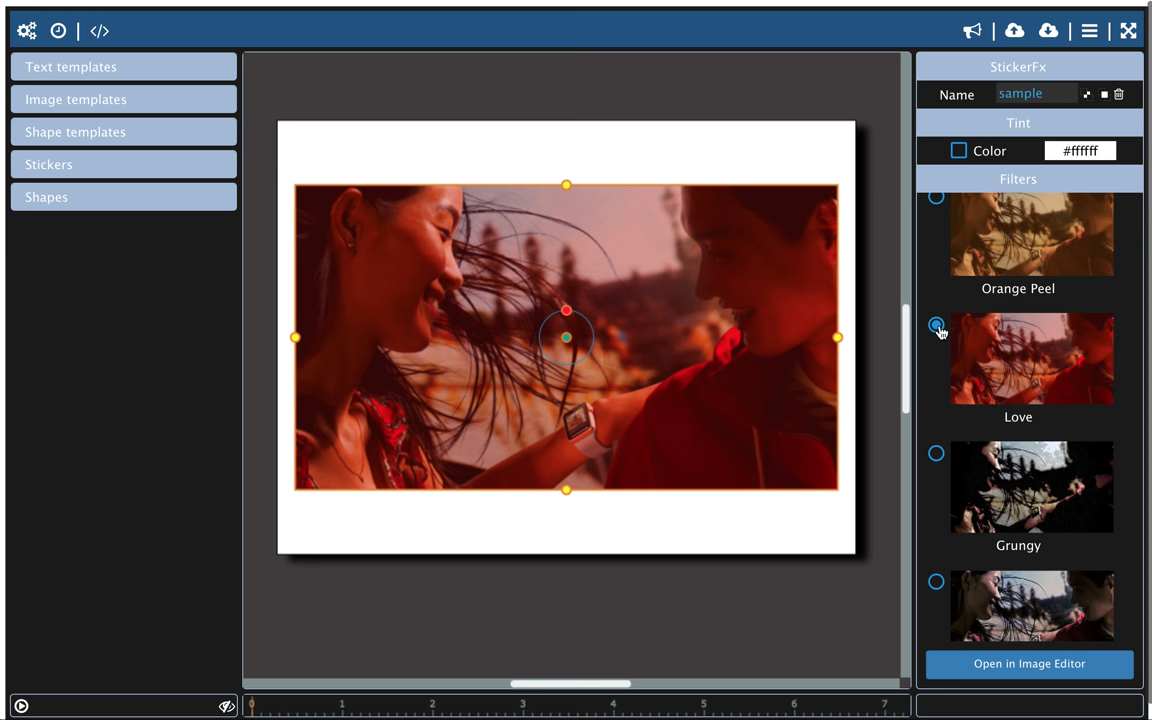 Text templates
Image templates
Shape templates
Stickers
Shapes
StickerFx
Name sample
Tint
Color #ffffff
Filters
Orange Peel
Love
Grungy
Open in Image Editor
0 1 2 3 4 5 6 7